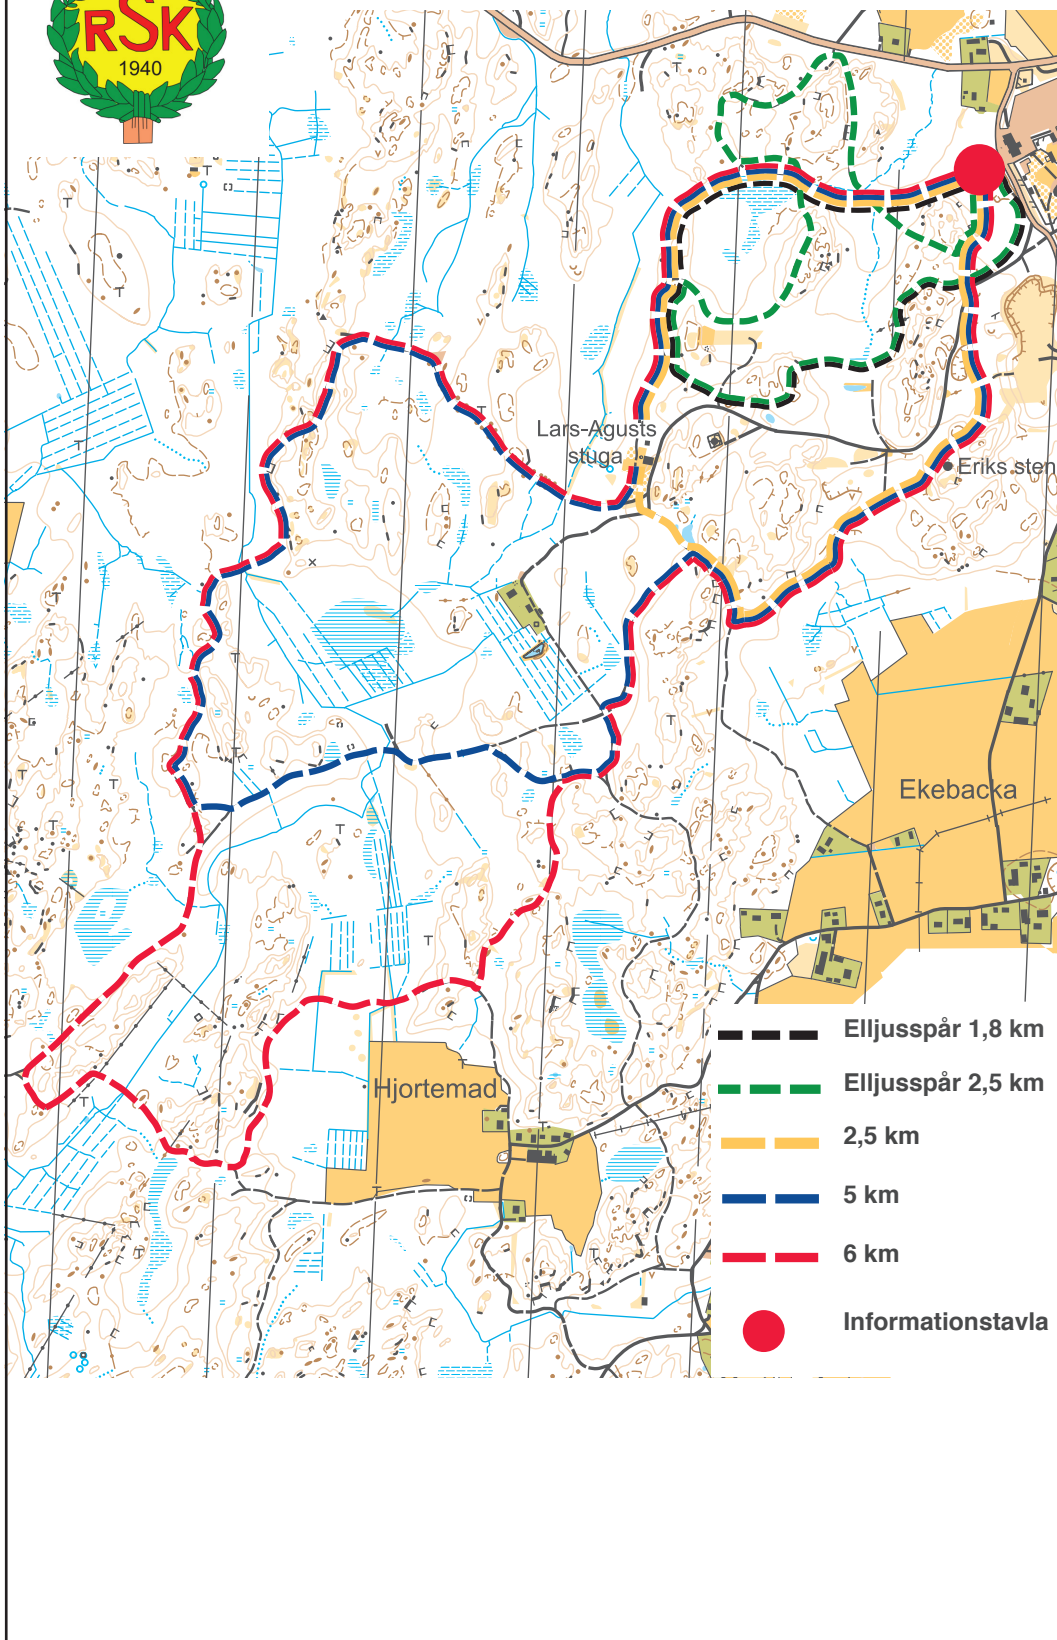 RSK
1940
Lars-Agusts
stuga
Eriks sten
Ekebacka
Hjortemad
Elljusspår 1,8 km
Elljusspår 2,5 km
2,5 km
5 km
6 km
Informationstavla